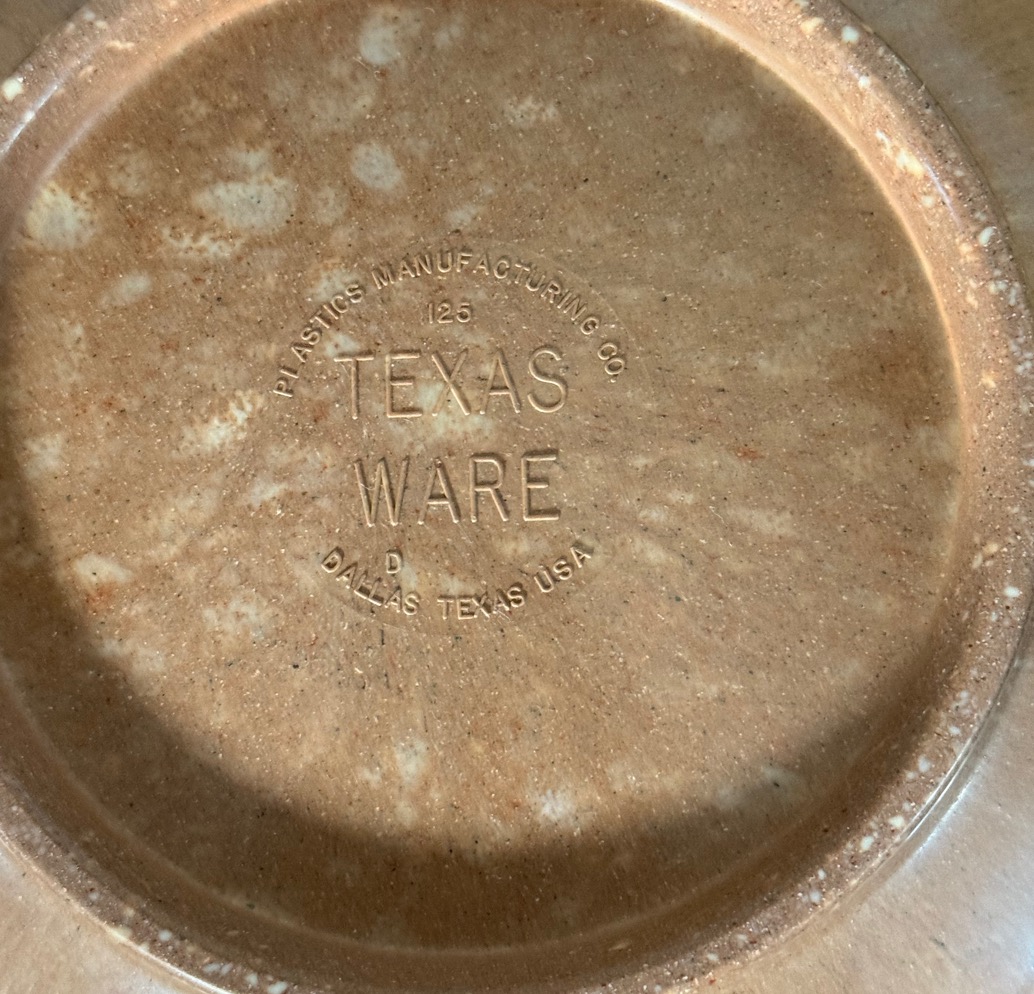 PLASTICS MANUFACTURING CO.
125
TEXAS
WARE
D
DALLAS TEXAS USA